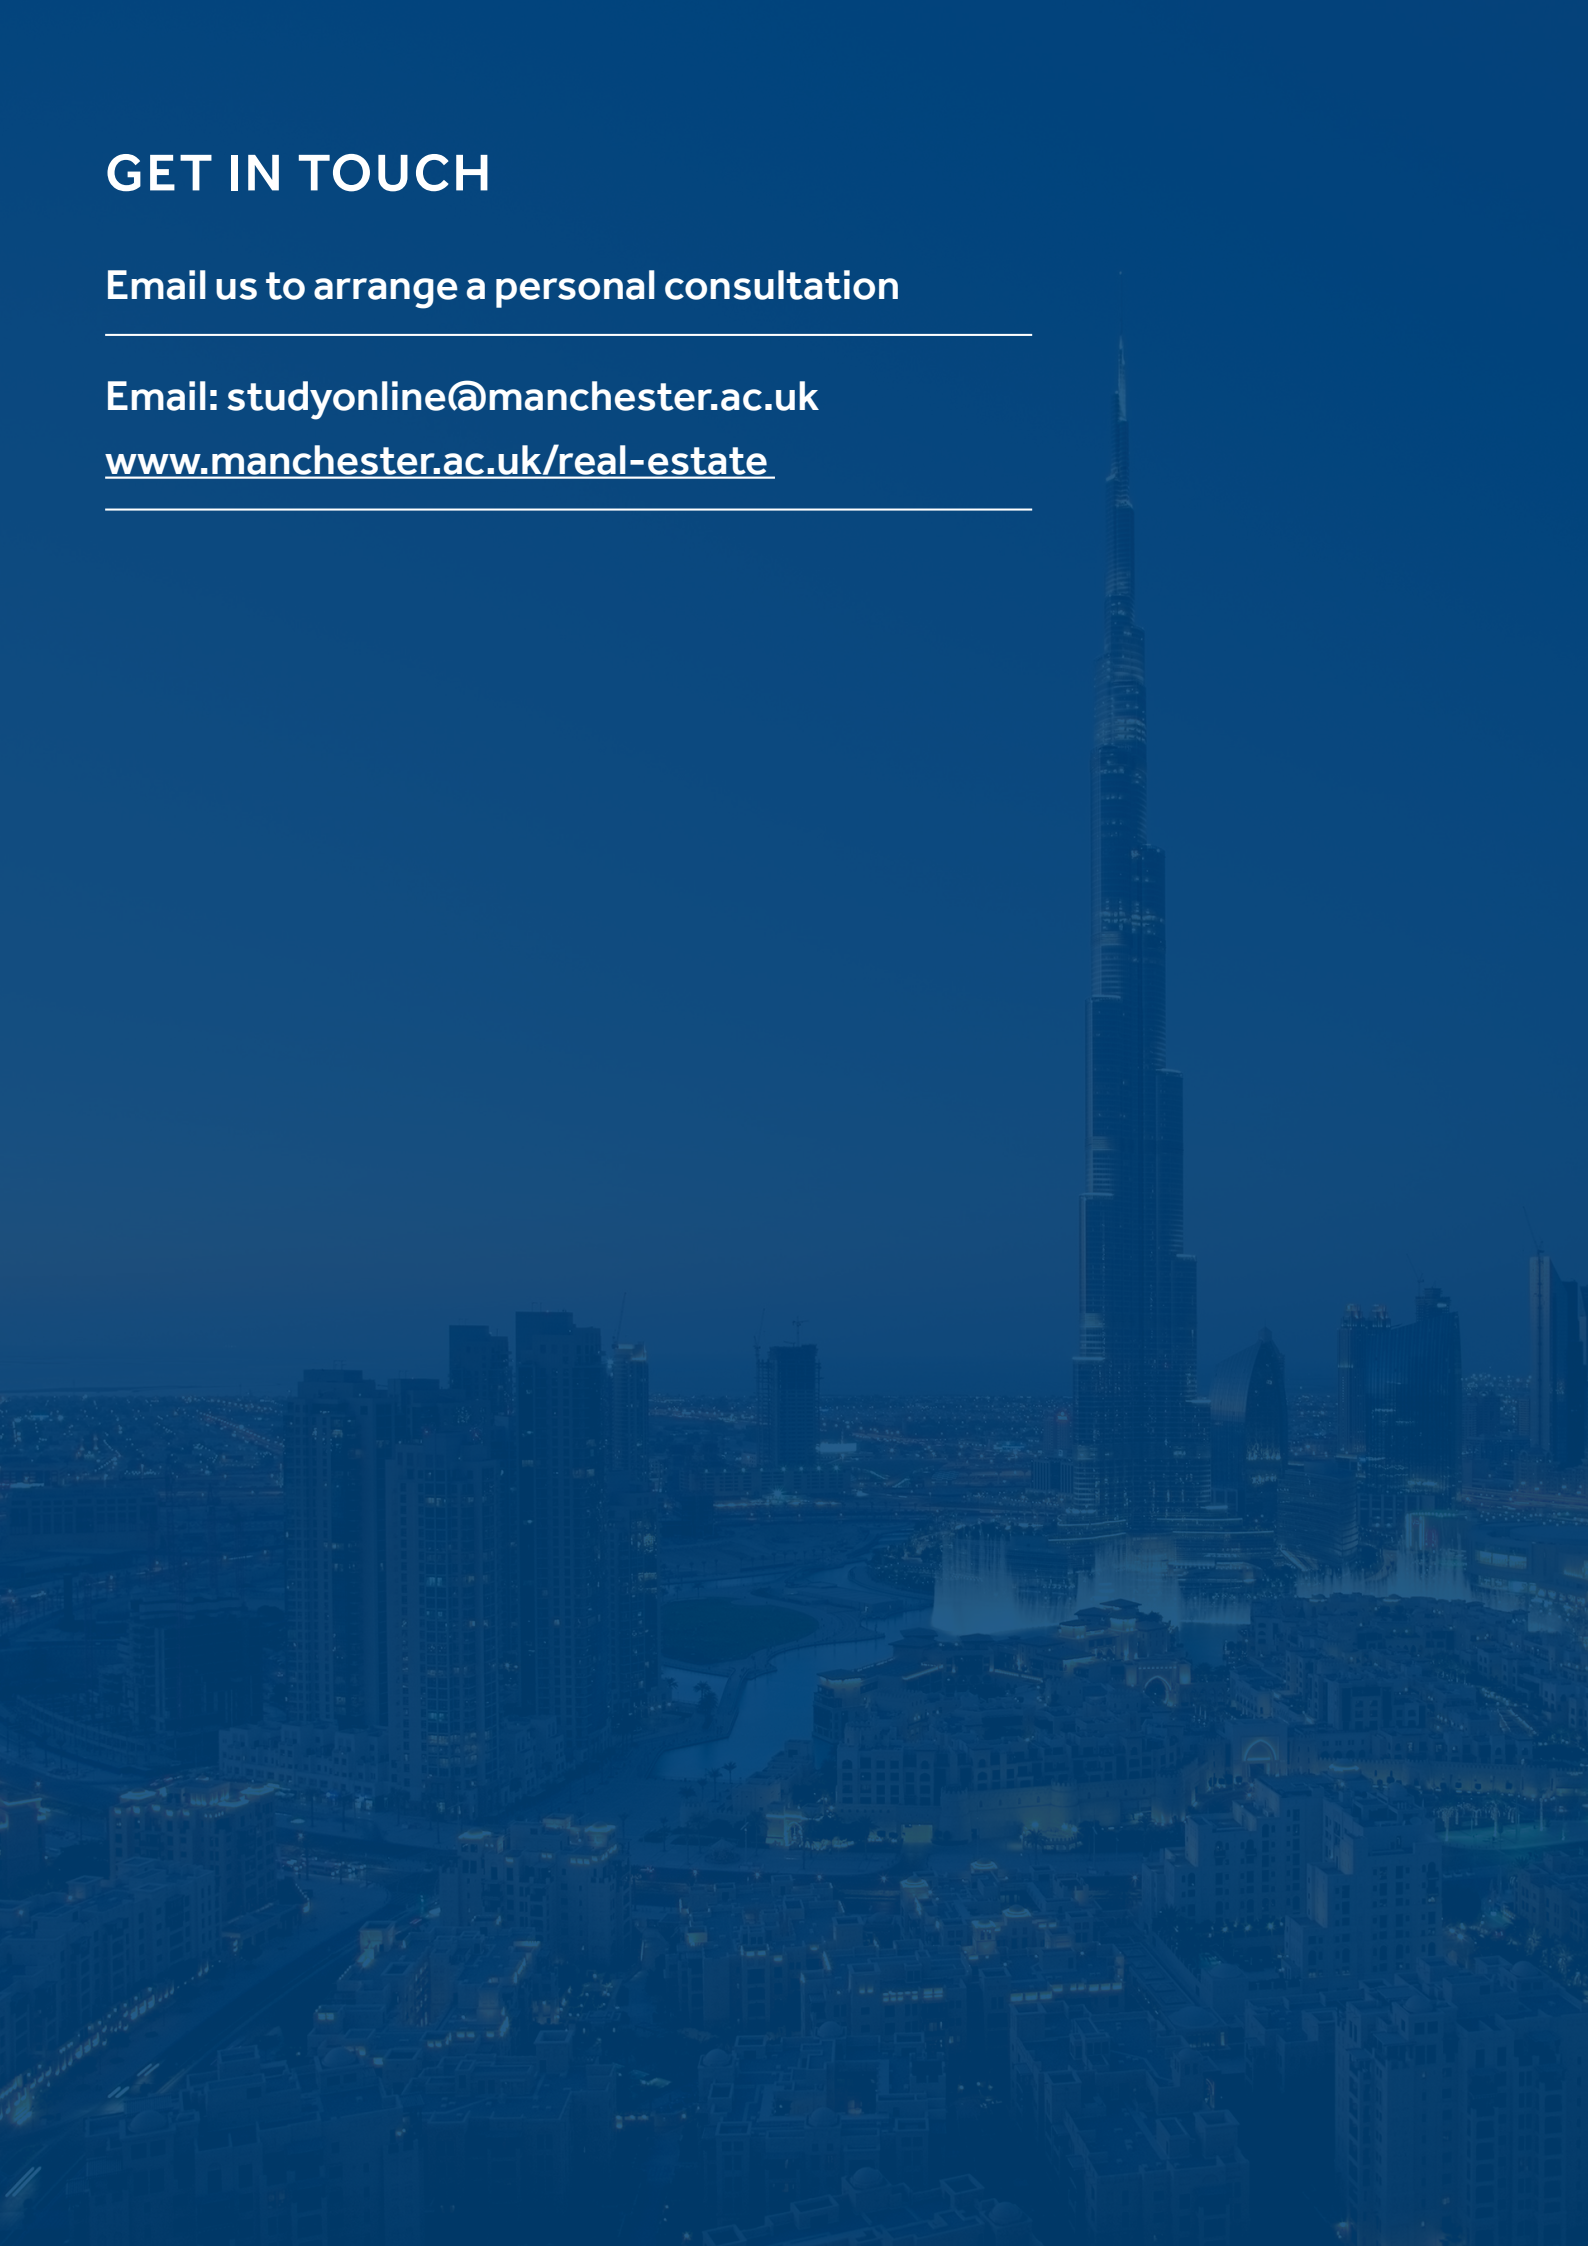 GET IN TOUCH
Email us to arrange a personal consultation
Email: studyonline@manchester.ac.uk
www.manchester.ac.uk/real-estate